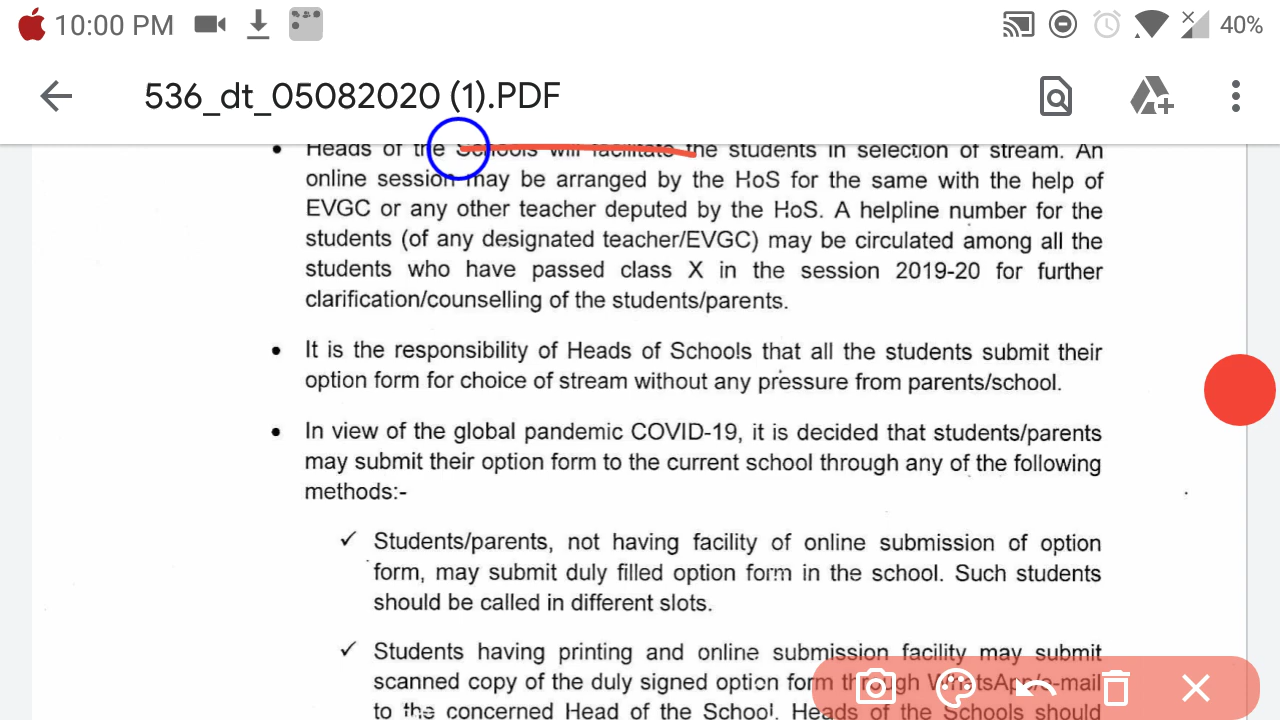 10:00 PM 40%
536_dt_05082020 (1).PDF
• Heads of the Schools will facilitate the students in selection of stream. An
online session may be arranged by the HoS for the same with the help of
EVGC or any other teacher deputed by the HoS. A helpline number for the
students (of any designated teacher/EVGC) may be circulated among all the
students who have passed class X in the session 2019-20 for further
clarification/counselling of the students/parents.
• It is the responsibility of Heads of Schools that all the students submit their
option form for choice of stream without any pressure from parents/school.
• In view of the global pandemic COVID-19, it is decided that students/parents
may submit their option form to the current school through any of the following
methods:-
✓ Students/parents, not having facility of online submission of option
form, may submit duly filled option form in the school. Such students
should be called in different slots.
✓ Students having printing and online submission facility may submit
scanned copy of the duly signed option form through WhatsApp/e-mail
to the concerned Head of the School. Heads of the Schools should